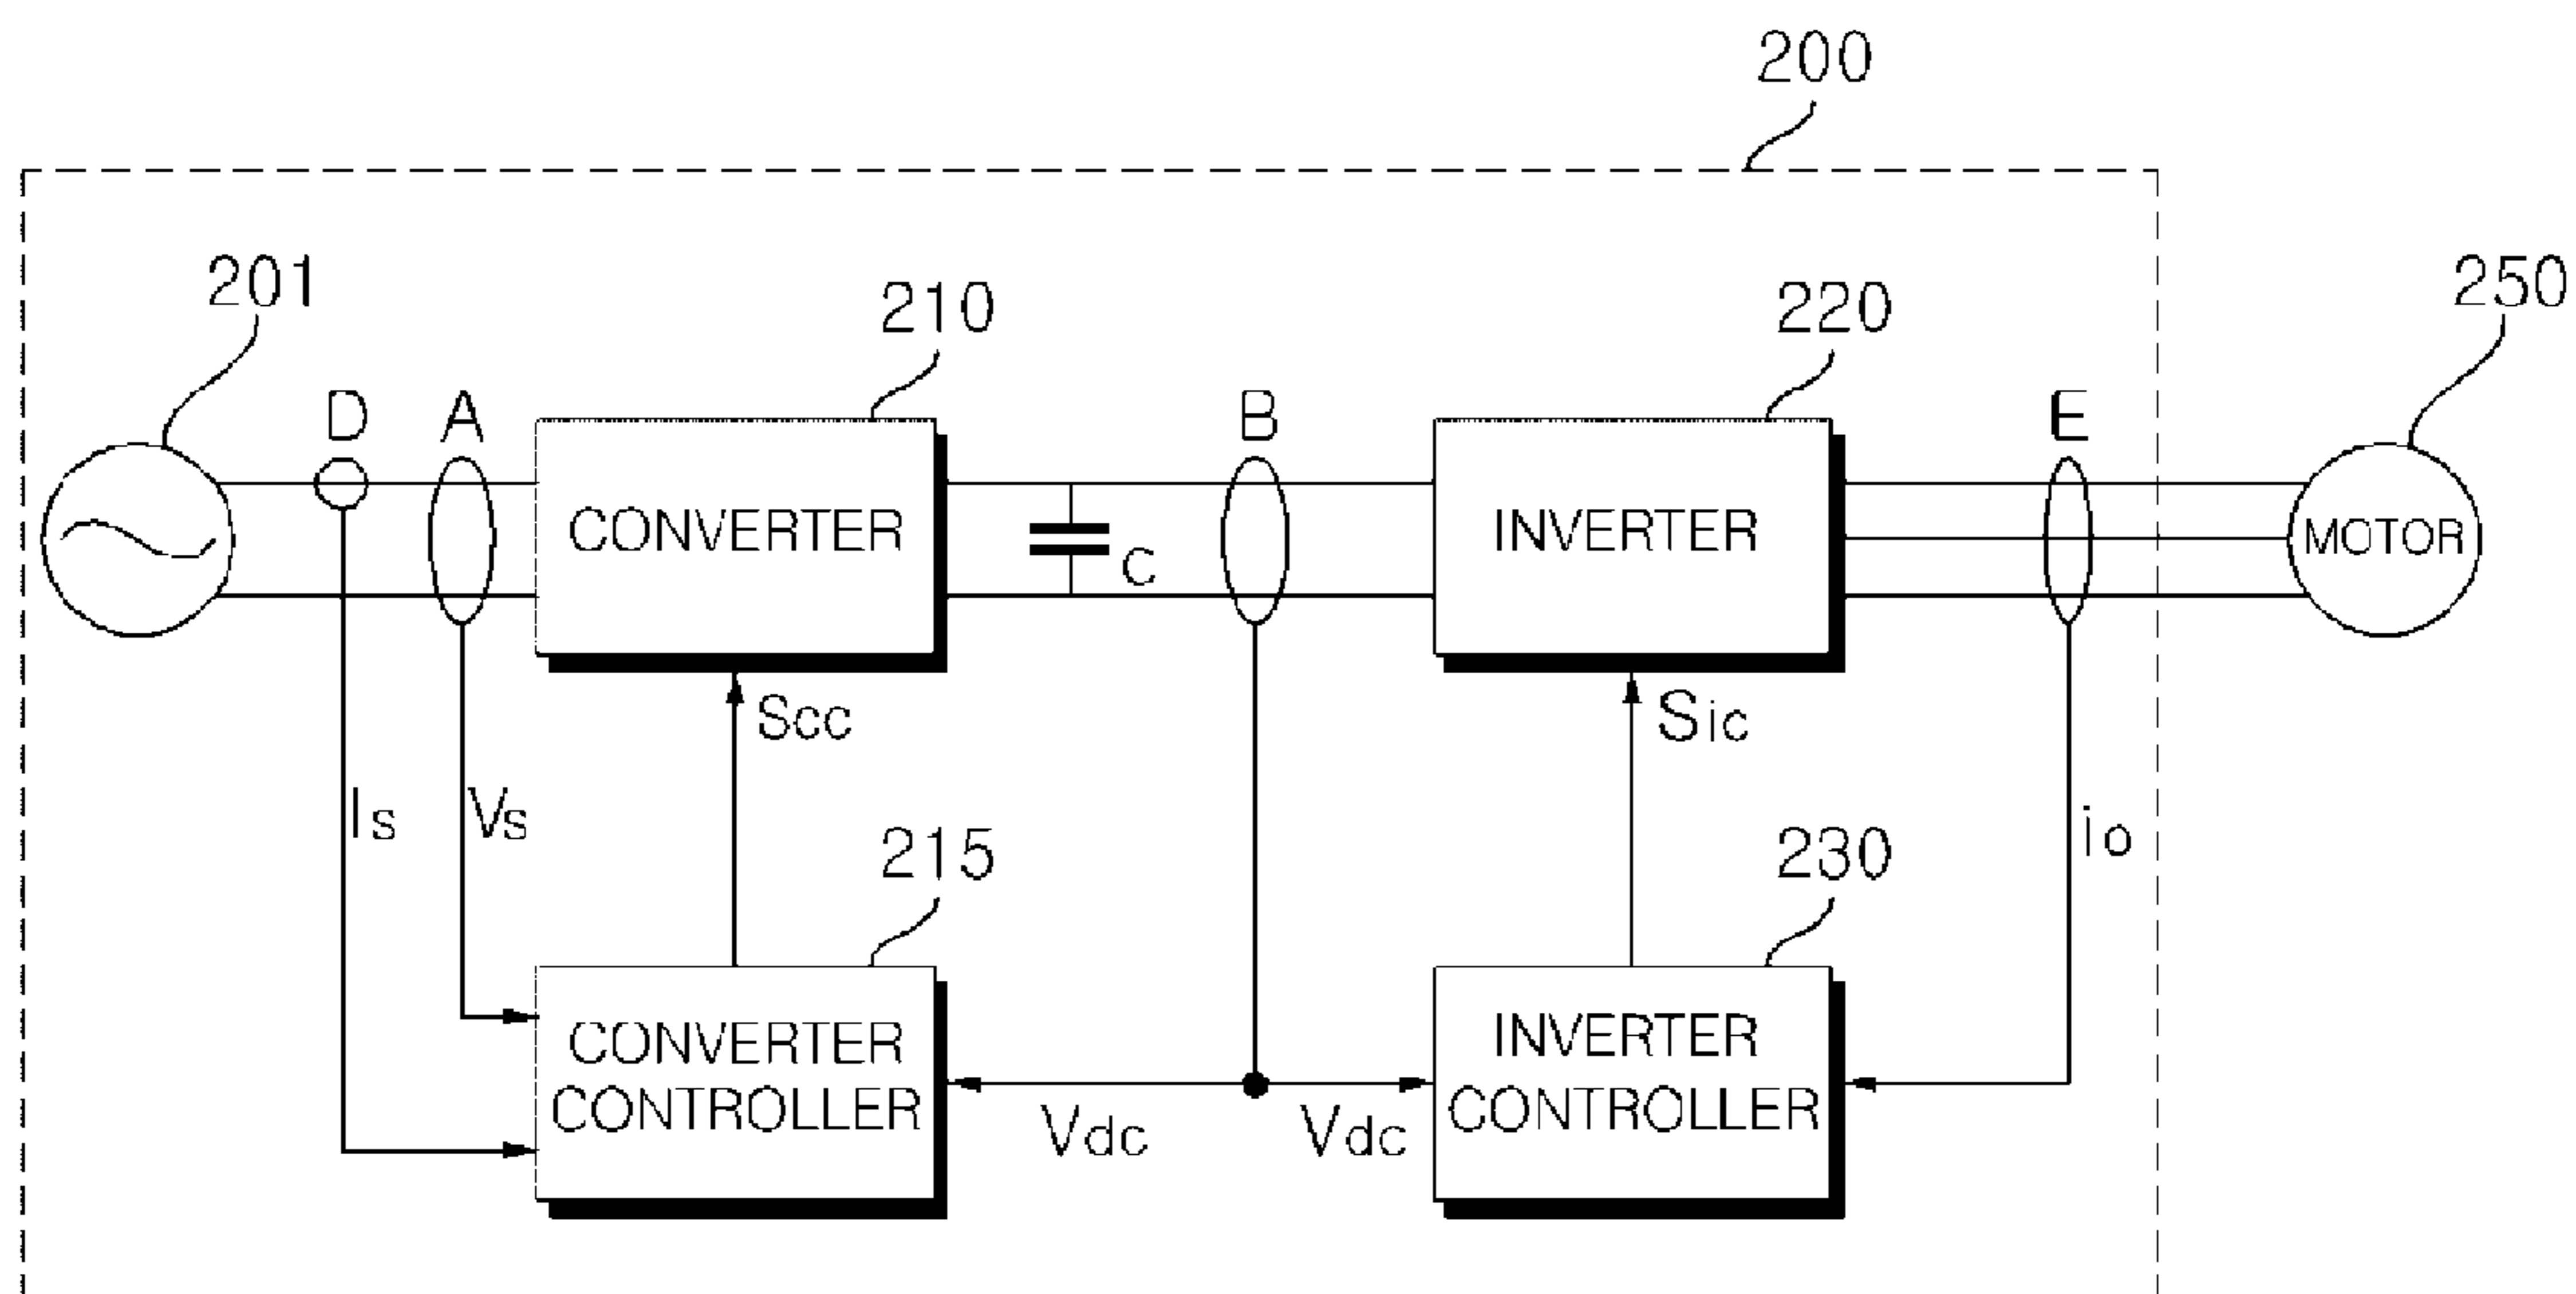 200
201
210
220
250
D
A
B
E
CONVERTER
C
INVERTER
MOTOR
Scc
Sic
Is
Vs
io
215
230
CONVERTER
CONTROLLER
INVERTER
CONTROLLER
Vdc
Vdc